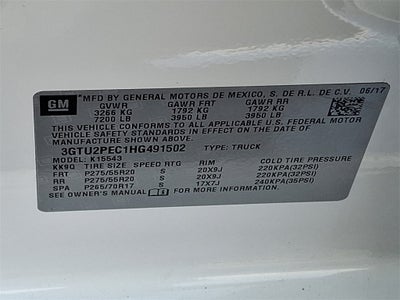 GM
MFD BY GENERAL MOTORS DE MEXICO, S. DE R.L. DE C.V. 06/17
GVWR GAWR FRT GAWR RR
3266 KG 1792 KG 1792 KG
7200 LB 3950 LB 3950 LB
THIS VEHICLE CONFORMS TO ALL APPLICABLE U.S. FEDERAL MOTOR
VEHICLE SAFETY STANDARDS IN EFFECT ON THE DATE OF
MANUFACTURE SHOWN ABOVE.
3GTU2PEC1HG491502 TYPE: TRUCK
MODEL: K15543
KK9Q TIRE SIZE SPEED RTG RIM COLD TIRE PRESSURE
FRT P275/55R20 S 20X9J 220KPA(32PSI)
RR P275/55R20 S 20X9J 220KPA(32PSI)
SPA P265/70R17 S 17X7J 240KPA(35PSI)
SEE OWNER'S MANUAL FOR MORE INFORMATION.